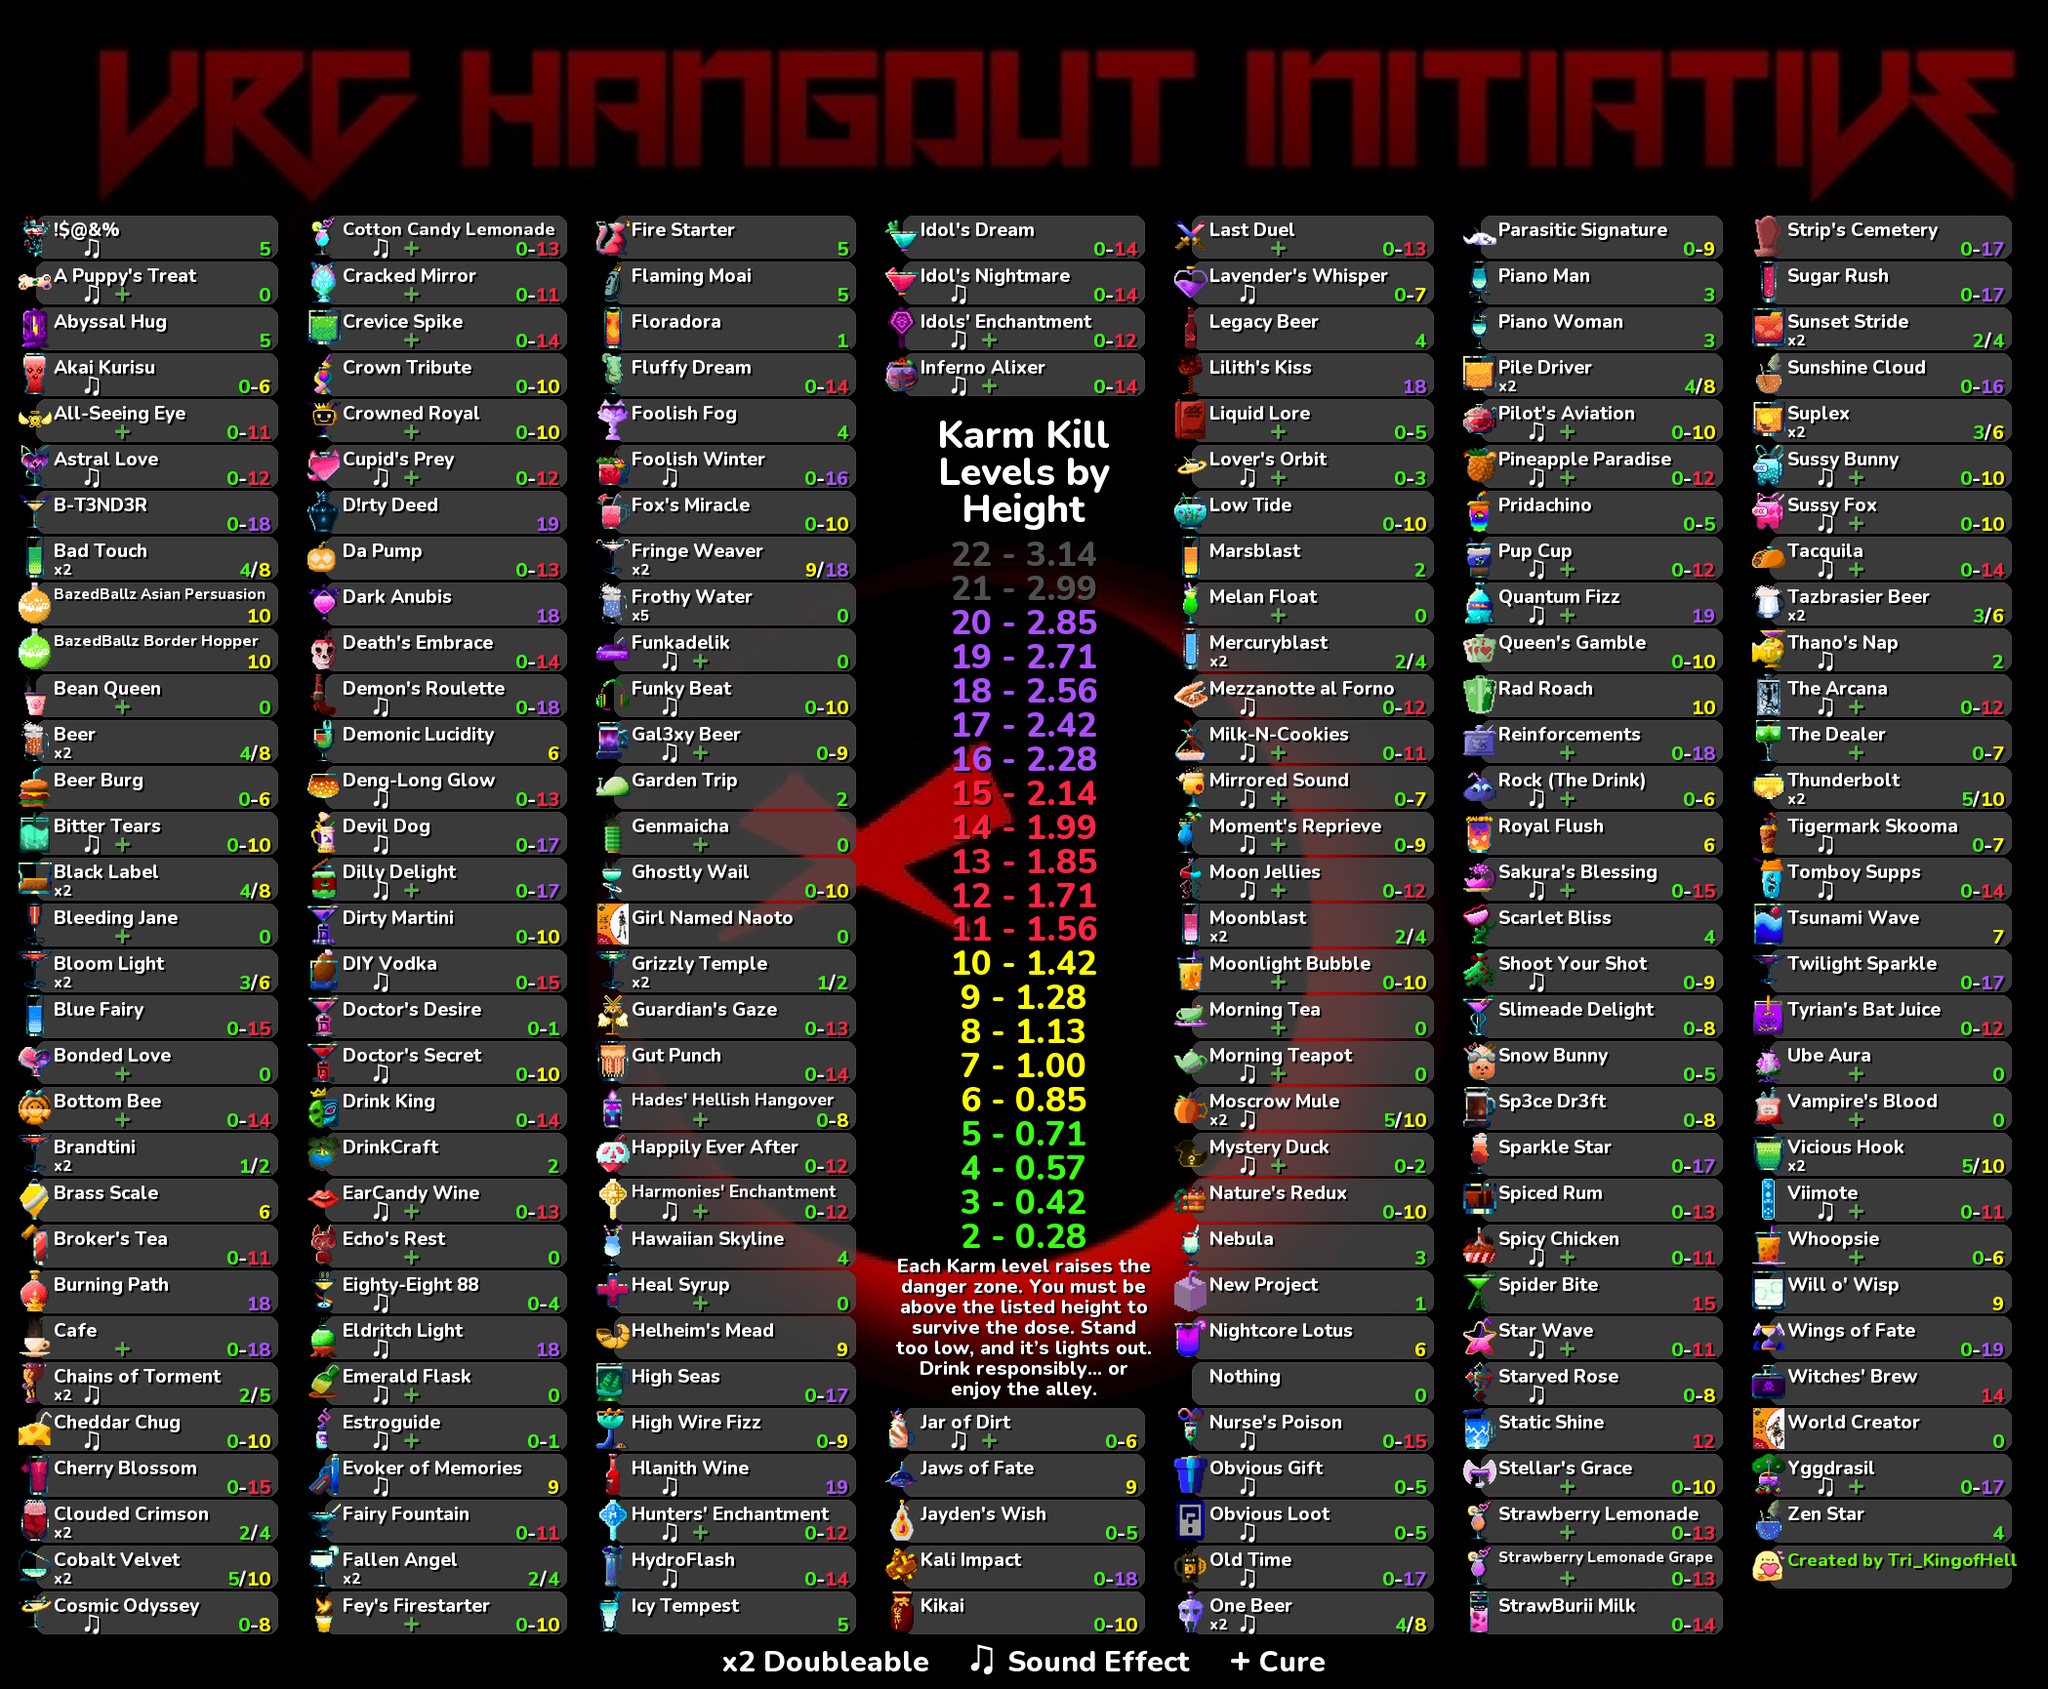 VRC HANGOUT INITIATIVE
!$@&%
♫ 5
A Puppy's Treat
♫ + 0
Abyssal Hug
5
Akai Kurisu
♫ 0-6
All-Seeing Eye
+ 0-11
Astral Love
♫ 0-12
B-T3ND3R
0-18
Bad Touch
x2 4/8
BazedBallz Asian Persuasion
10
BazedBallz Border Hopper
10
Bean Queen
+ 0
Beer
x2 4/8
Beer Burg
0-6
Bitter Tears
♫ + 0-10
Black Label
x2 4/8
Bleeding Jane
+ 0
Bloom Light
x2 3/6
Blue Fairy
0-15
Bonded Love
+ 0
Bottom Bee
+ 0-14
Brandtini
x2 1/2
Brass Scale
6
Broker's Tea
0-11
Burning Path
18
Cafe
+ 0-18
Chains of Torment
x2 ♫ 2/5
Cheddar Chug
♫ 0-10
Cherry Blossom
0-15
Clouded Crimson
x2 2/4
Cobalt Velvet
x2 5/10
Cosmic Odyssey
♫ 0-8
Cotton Candy Lemonade
♫ + 0-13
Cracked Mirror
+ 0-11
Crevice Spike
+ 0-14
Crown Tribute
0-10
Crowned Royal
+ 0-10
Cupid's Prey
♫ + 0-12
D!rty Deed
19
Da Pump
0-13
Dark Anubis
18
Death's Embrace
0-14
Demon's Roulette
♫ 0-18
Demonic Lucidity
6
Deng-Long Glow
♫ 0-13
Devil Dog
♫ 0-17
Dilly Delight
♫ + 0-17
Dirty Martini
0-10
DIY Vodka
♫ 0-15
Doctor's Desire
0-1
Doctor's Secret
♫ 0-10
Drink King
0-14
DrinkCraft
2
EarCandy Wine
♫ + 0-13
Echo's Rest
+ 0
Eighty-Eight 88
♫ 0-4
Eldritch Light
♫ 18
Emerald Flask
♫ + 0
Estroguide
♫ + 0-1
Evoker of Memories
♫ 9
Fairy Fountain
0-11
Fallen Angel
x2 2/4
Fey's Firestarter
+ 0-10
Fire Starter
5
Flaming Moai
5
Floradora
1
Fluffy Dream
0-14
Foolish Fog
4
Foolish Winter
♫ 0-16
Fox's Miracle
0-10
Fringe Weaver
x2 9/18
Frothy Water
x5 0
Funkadelik
♫ + 0
Funky Beat
♫ 0-10
Gal3xy Beer
♫ + 0-9
Garden Trip
2
Genmaicha
+ 0
Ghostly Wail
0-10
Girl Named Naoto
0
Grizzly Temple
x2 1/2
Guardian's Gaze
0-13
Gut Punch
0-14
Hades' Hellish Hangover
+ 0-8
Happily Ever After
0-12
Harmonies' Enchantment
♫ + 0-12
Hawaiian Skyline
4
Heal Syrup
+ 0
Helheim's Mead
9
High Seas
0-17
High Wire Fizz
0-9
Hlanith Wine
19
Hunters' Enchantment
♫ + 0-12
HydroFlash
♫ 0-14
Icy Tempest
5
Idol's Dream
0-14
Idol's Nightmare
♫ 0-14
Idols' Enchantment
♫ + 0-12
Inferno Alixer
♫ + 0-14
Karm Kill
Levels by
Height
22 - 3.14
21 - 2.99
20 - 2.85
19 - 2.71
18 - 2.56
17 - 2.42
16 - 2.28
15 - 2.14
14 - 1.99
13 - 1.85
12 - 1.71
11 - 1.56
10 - 1.42
9 - 1.28
8 - 1.13
7 - 1.00
6 - 0.85
5 - 0.71
4 - 0.57
3 - 0.42
2 - 0.28
Each Karm level raises the
danger zone. You must be
above the listed height to
survive the dose. Stand
too low, and it's lights out.
Drink responsibly... or
enjoy the alley.
Jar of Dirt
♫ + 0-6
Jaws of Fate
9
Jayden's Wish
0-5
Kali Impact
0-18
Kikai
0-10
Last Duel
+ 0-13
Lavender's Whisper
♫ 0-7
Legacy Beer
4
Lilith's Kiss
18
Liquid Lore
+ 0-5
Lover's Orbit
♫ + 0-3
Low Tide
0-10
Marsblast
2
Melan Float
+ 0
Mercuryblast
x2 2/4
Mezzanotte al Forno
♫ 0-12
Milk-N-Cookies
♫ + 0-11
Mirrored Sound
♫ + 0-7
Moment's Reprieve
♫ + 0-9
Moon Jellies
♫ + 0-12
Moonblast
x2 2/4
Moonlight Bubble
+ 0-10
Morning Tea
+ 0
Morning Teapot
♫ + 0
Moscrow Mule
x2 ♫ 5/10
Mystery Duck
♫ + 0-2
Nature's Redux
0-10
Nebula
3
New Project
1
Nightcore Lotus
6
Nothing
0
Nurse's Poison
♫ 0-15
Obvious Gift
♫ 0-5
Obvious Loot
♫ 0-5
Old Time
♫ 0-17
One Beer
x2 ♫ 4/8
Parasitic Signature
0-9
Piano Man
3
Piano Woman
3
Pile Driver
x2 4/8
Pilot's Aviation
♫ + 0-10
Pineapple Paradise
♫ + 0-12
Pridachino
0-5
Pup Cup
♫ + 0-12
Quantum Fizz
♫ + 19
Queen's Gamble
0-10
Rad Roach
10
Reinforcements
+ 0-18
Rock (The Drink)
♫ + 0-6
Royal Flush
6
Sakura's Blessing
♫ + 0-15
Scarlet Bliss
4
Shoot Your Shot
♫ 0-9
Slimeade Delight
0-8
Snow Bunny
0-5
Sp3ce Dr3ft
0-8
Sparkle Star
0-17
Spiced Rum
0-13
Spicy Chicken
♫ + 0-11
Spider Bite
15
Star Wave
♫ + 0-11
Starved Rose
♫ 0-8
Static Shine
12
Stellar's Grace
+ 0-10
Strawberry Lemonade
+ 0-13
Strawberry Lemonade Grape
+ 0-13
StrawBurii Milk
0-14
Strip's Cemetery
0-17
Sugar Rush
0-17
Sunset Stride
x2 2/4
Sunshine Cloud
0-16
Suplex
x2 3/6
Sussy Bunny
♫ + 0-10
Sussy Fox
♫ + 0-10
Tacquila
♫ + 0-14
Tazbrasier Beer
x2 3/6
Thano's Nap
♫ 2
The Arcana
♫ + 0-12
The Dealer
+ 0-7
Thunderbolt
x2 5/10
Tigermark Skooma
♫ 0-7
Tomboy Supps
♫ 0-14
Tsunami Wave
7
Twilight Sparkle
0-17
Tyrian's Bat Juice
0-12
Ube Aura
+ 0
Vampire's Blood
+ 0
Vicious Hook
x2 5/10
Viimote
♫ + 0-11
Whoopsie
+ 0-6
Will o' Wisp
9
Wings of Fate
0-19
Witches' Brew
14
World Creator
0
Yggdrasil
♫ + 0-17
Zen Star
4
Created by Tri_KingofHell
x2 Doubleable ♫ Sound Effect + Cure